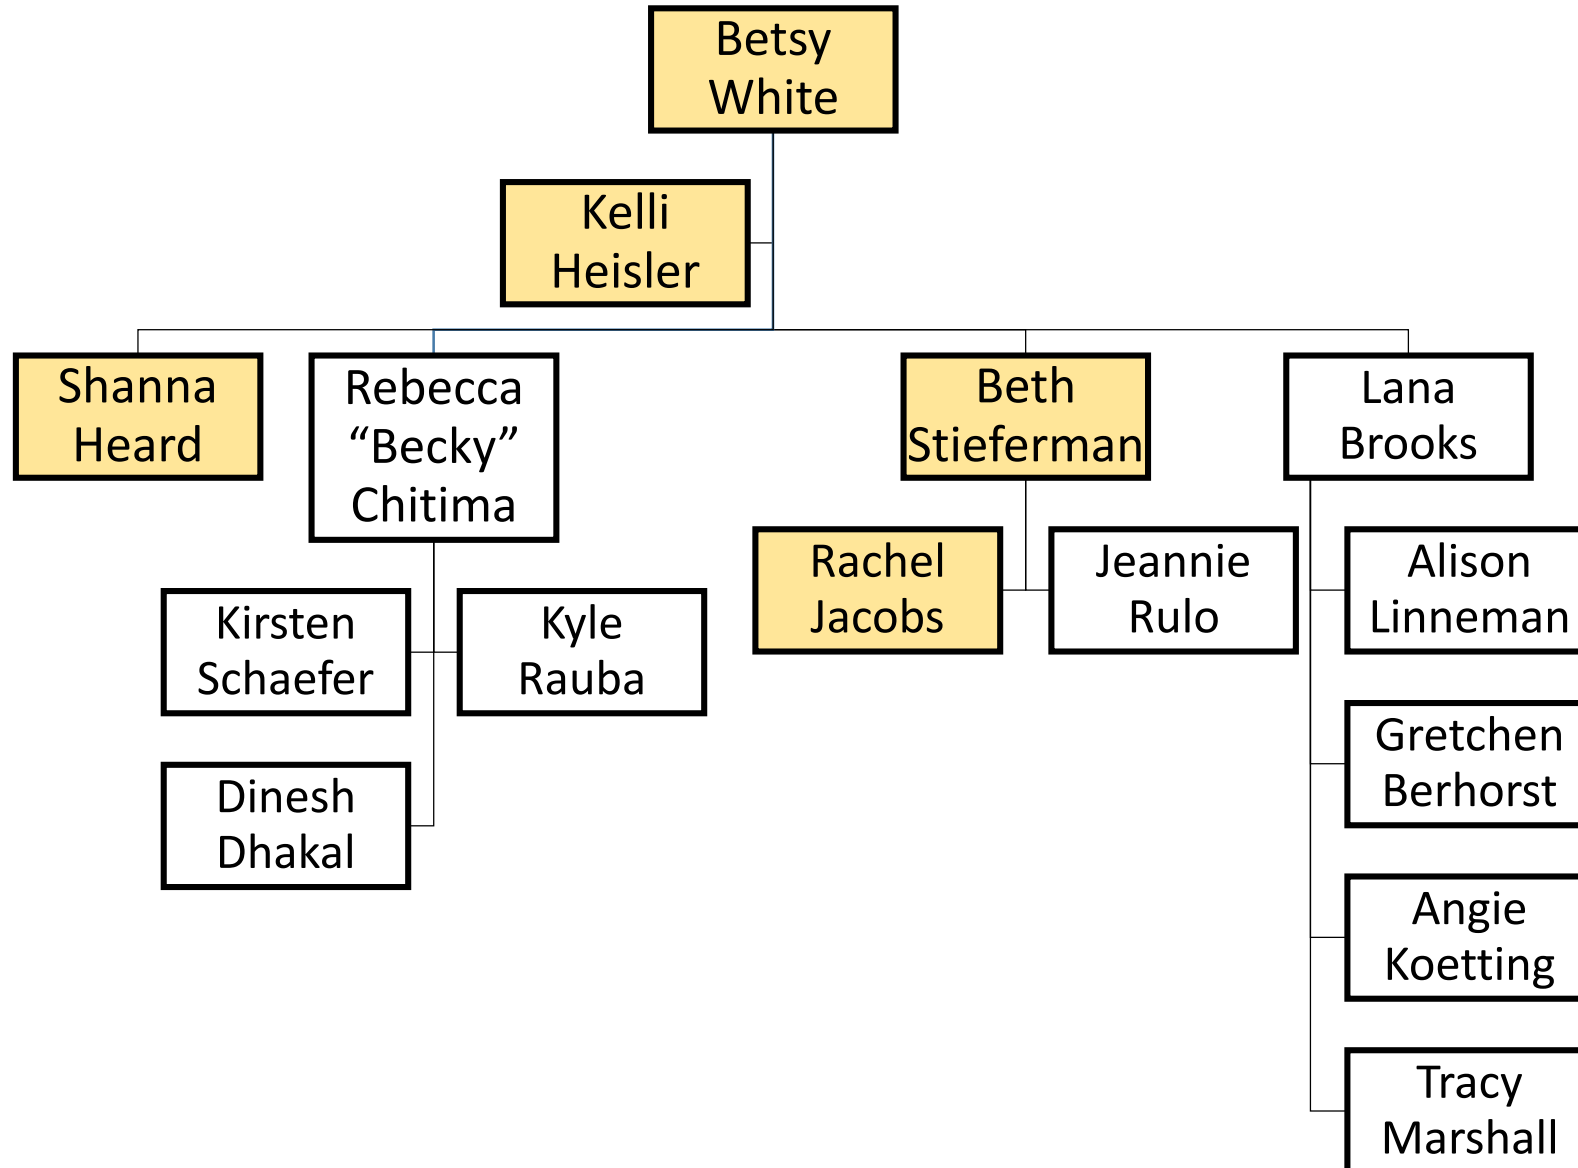 Betsy
White
Kelli
Heisler
Shanna
Heard
Rebecca
“Becky”
Chitima
Beth
Stieferman
Lana
Brooks
Kirsten
Schaefer
Kyle
Rauba
Dinesh
Dhakal
Rachel
Jacobs
Jeannie
Rulo
Alison
Linneman
Gretchen
Berhorst
Angie
Koetting
Tracy
Marshall